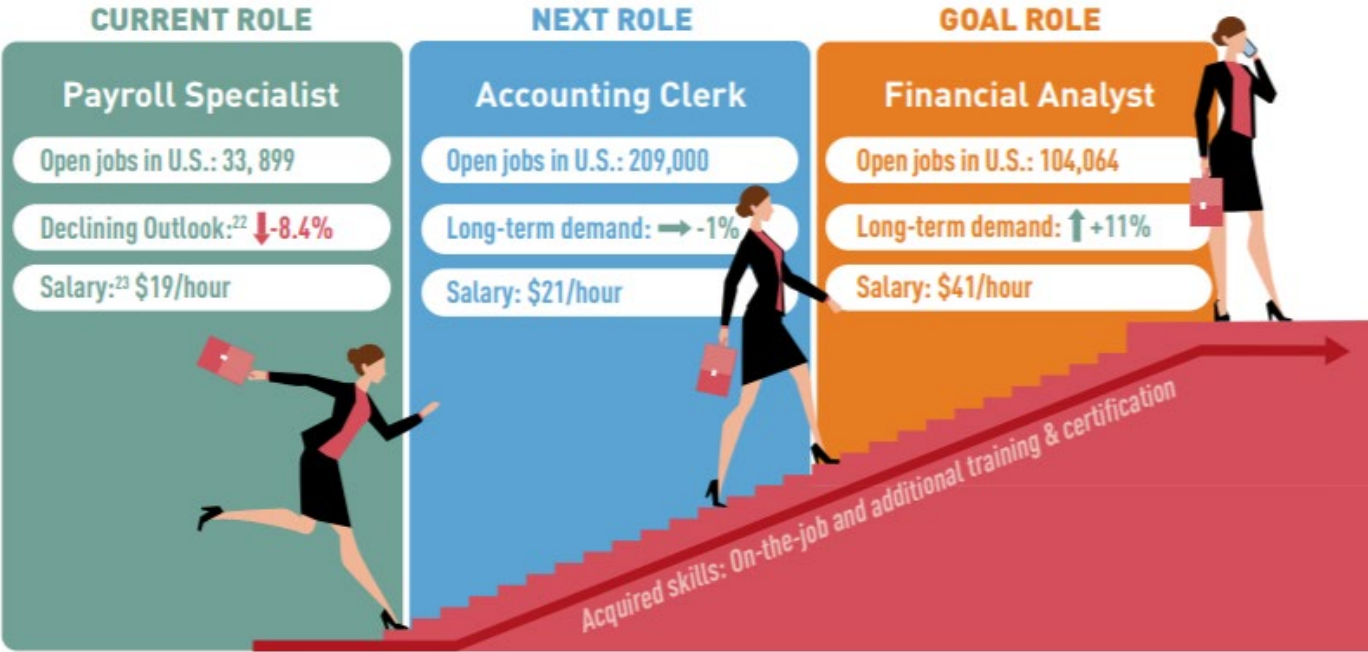 CURRENT ROLE
Payroll Specialist
Open jobs in U.S.: 33, 899
Declining Outlook:22 ⬇-8.4%
Salary:23 $19/hour
NEXT ROLE
Accounting Clerk
Open jobs in U.S.: 209,000
Long-term demand: ➡ -1%
Salary: $21/hour
GOAL ROLE
Financial Analyst
Open jobs in U.S.: 104,064
Long-term demand: ⬆ +11%
Salary: $41/hour
Acquired skills: On-the-job and additional training & certification